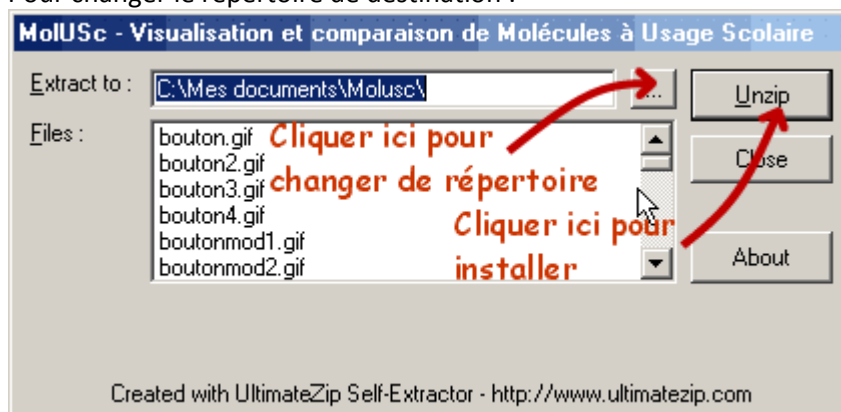 MolUSc - Visualisation et comparaison de Molécules à Usage Scolaire
Extract to :
C:\Mes documents\Molusc\
...
Unzip
Files :
bouton.gif
bouton2.gif
bouton3.gif
bouton4.gif
boutonmod1.gif
boutonmod2.gif
Cliquer ici pour
changer de répertoire
Cliquer ici pour
installer
Close
About
Created with UltimateZip Self-Extractor - http://www.ultimatezip.com